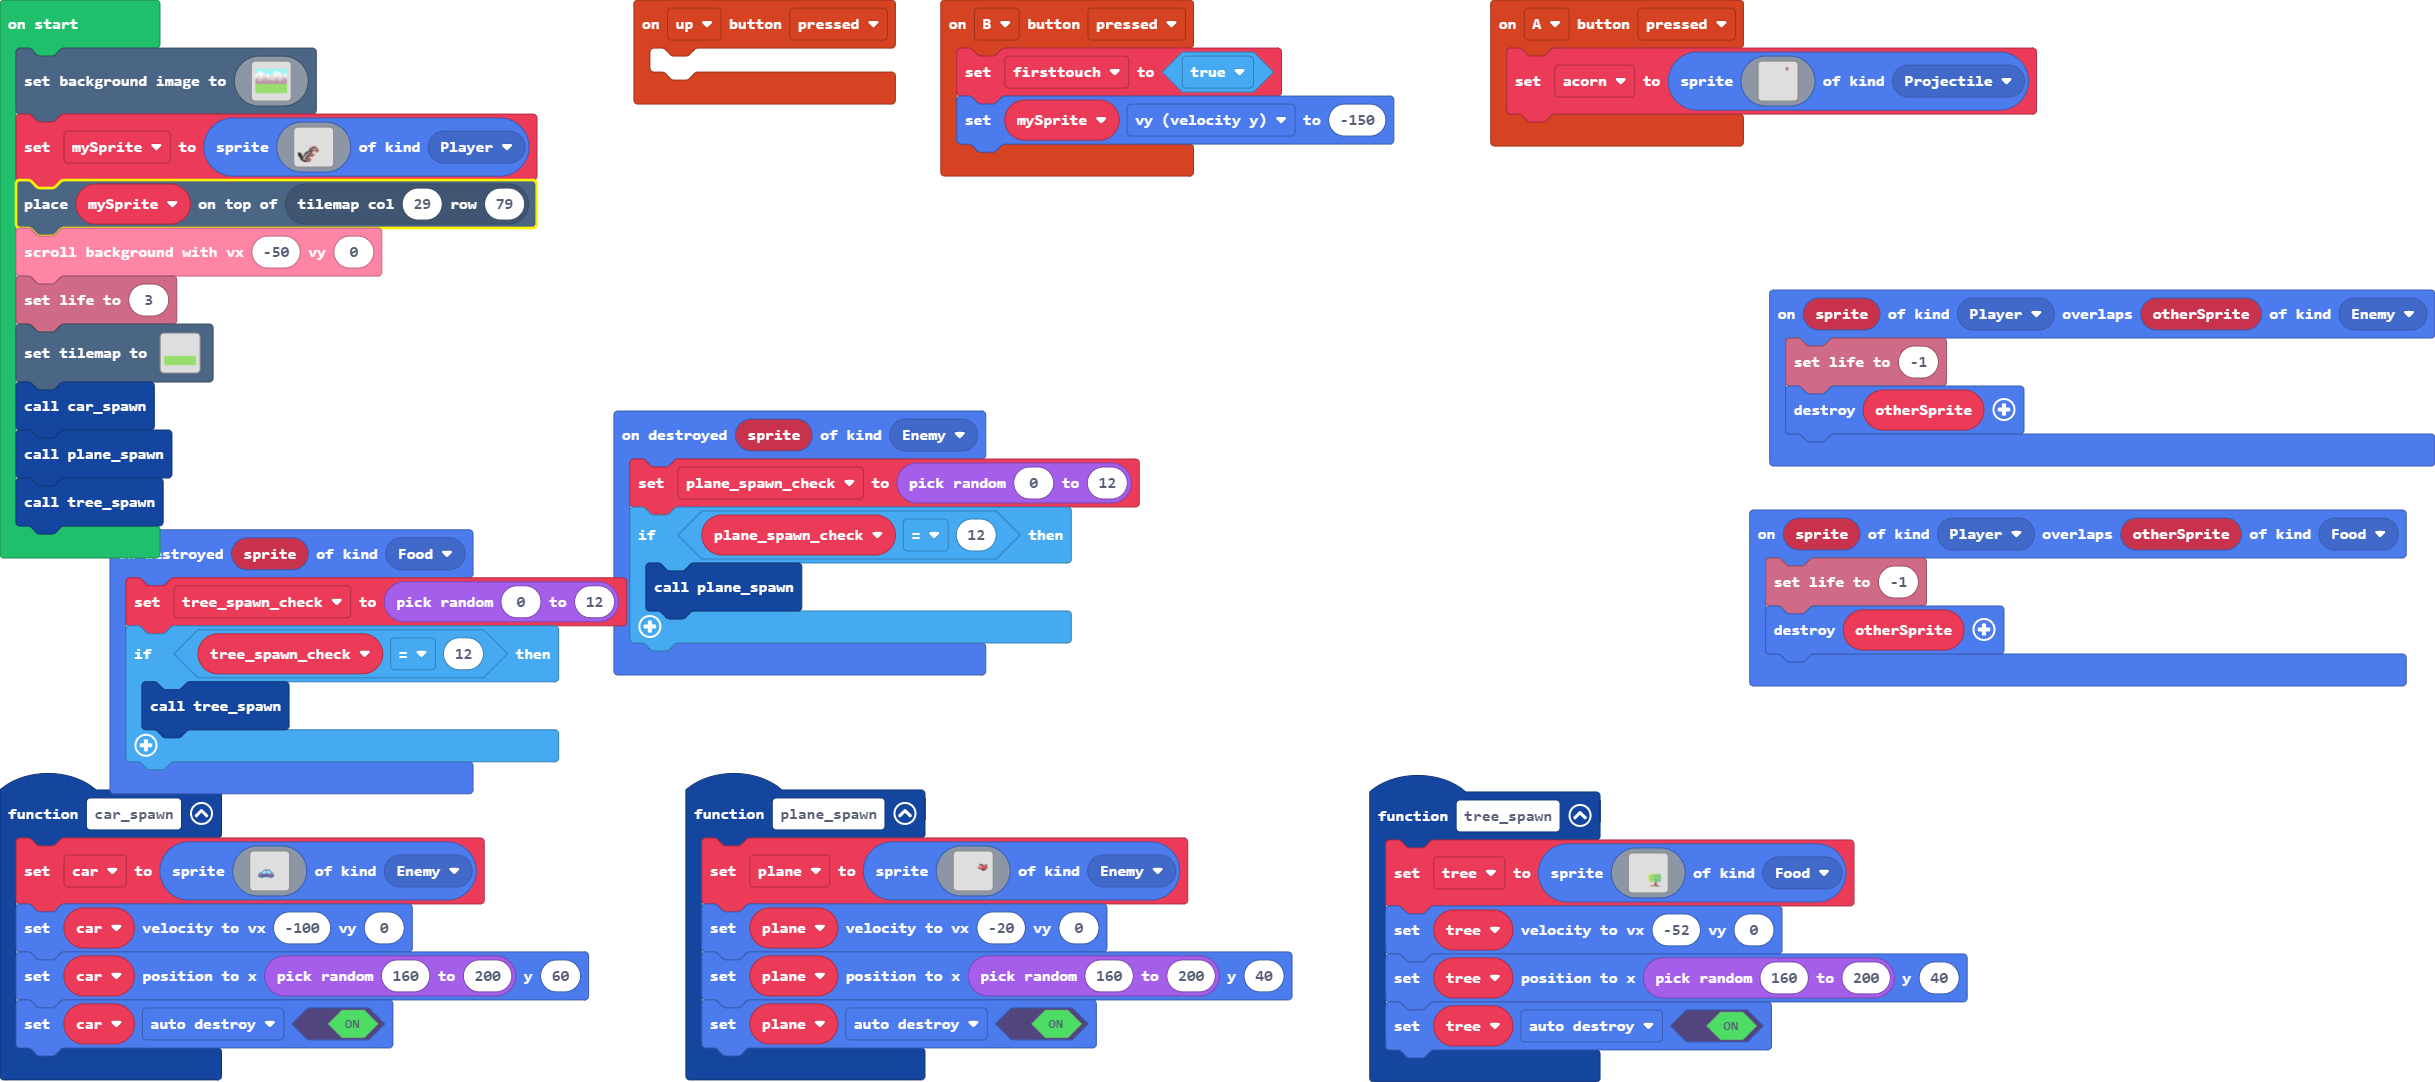 on start
set background image to
set mySprite to sprite of kind Player
place mySprite on top of tilemap col 29 row 79
scroll background with vx -50 vy 0
set life to 3
set tilemap to
call car_spawn
call plane_spawn
call tree_spawn
on up button pressed
on B button pressed
set firsttouch to true
set mySprite vy (velocity y) to -150
on A button pressed
set acorn to sprite of kind Projectile
on sprite of kind Player overlaps otherSprite of kind Enemy
set life to -1
destroy otherSprite
on destroyed sprite of kind Enemy
set plane_spawn_check to pick random 0 to 12
if plane_spawn_check = 12 then
call plane_spawn
on sprite of kind Player overlaps otherSprite of kind Food
set life to -1
destroy otherSprite
estroyed sprite of kind Food
set tree_spawn_check to pick random 0 to 12
if tree_spawn_check = 12 then
call tree_spawn
function car_spawn
set car to sprite of kind Enemy
set car velocity to vx -100 vy 0
set car position to x pick random 160 to 200 y 60
set car auto destroy ON
function plane_spawn
set plane to sprite of kind Enemy
set plane velocity to vx -20 vy 0
set plane position to x pick random 160 to 200 y 40
set plane auto destroy ON
function tree_spawn
set tree to sprite of kind Food
set tree velocity to vx -52 vy 0
set tree position to x pick random 160 to 200 y 40
set tree auto destroy ON